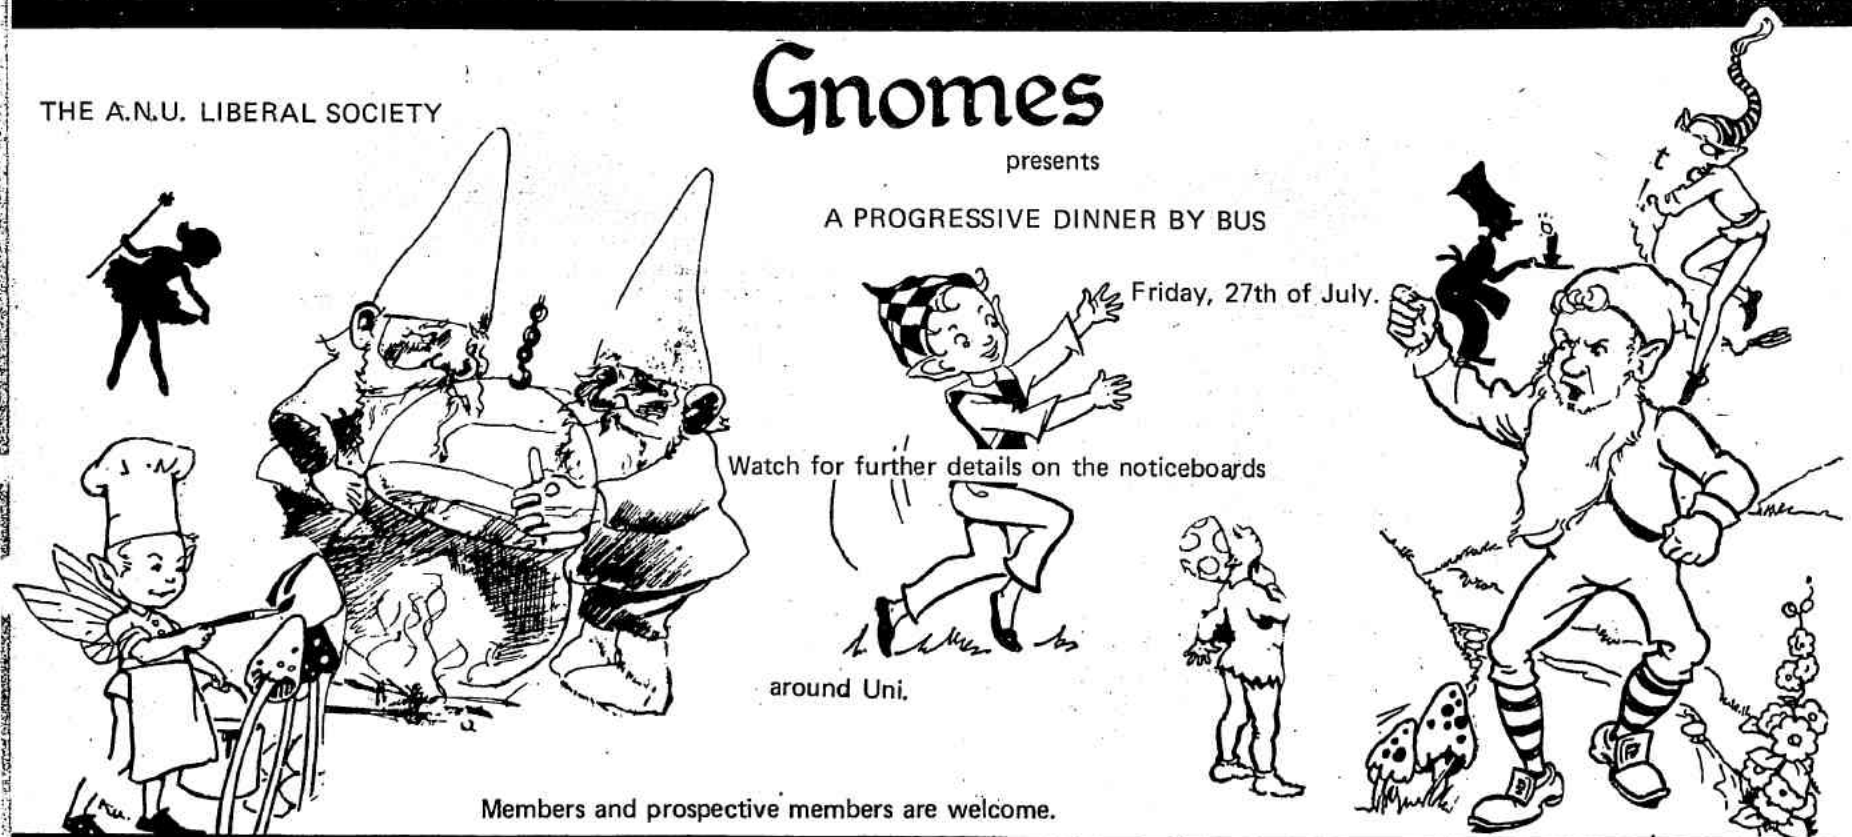 Gnomes
THE A.N.U. LIBERAL SOCIETY
presents
A PROGRESSIVE DINNER BY BUS
Friday, 27th of July.
Watch for further details on the noticeboards
around Uni.
Members and prospective members are welcome.